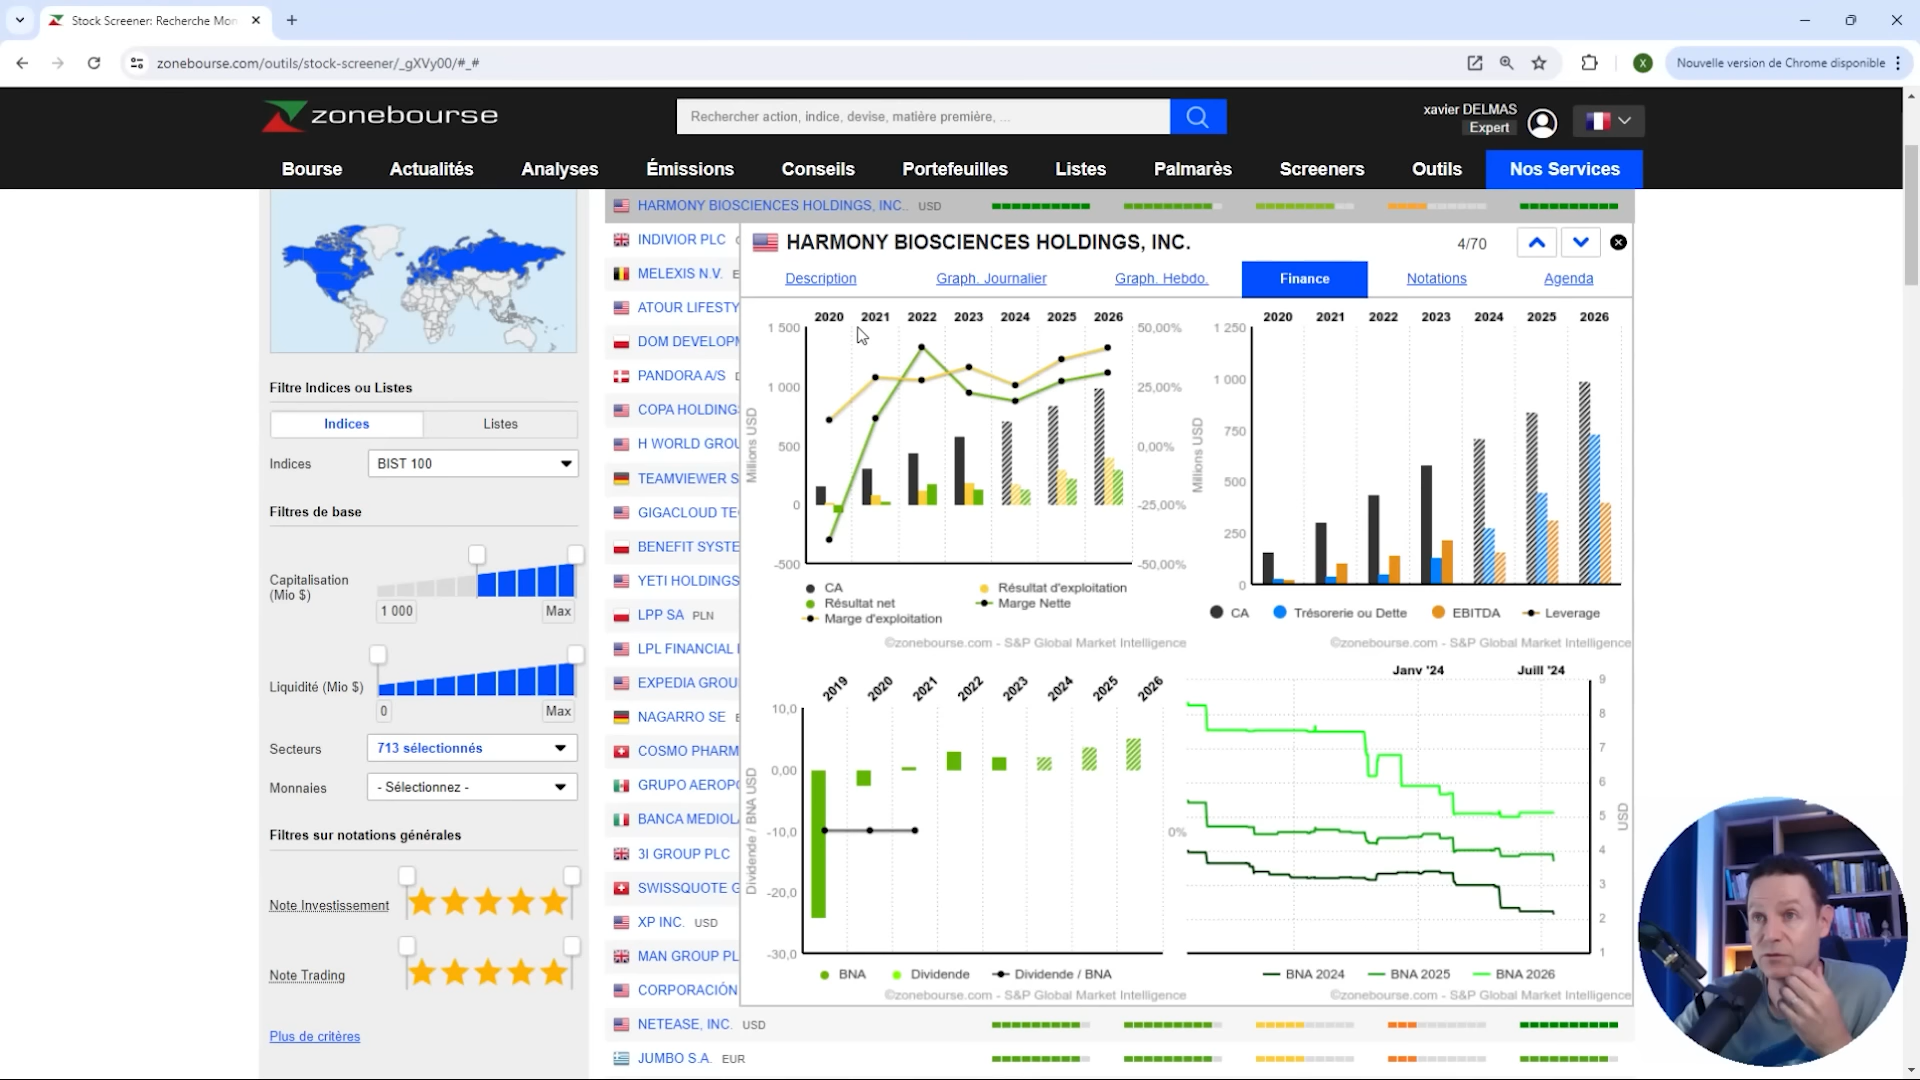 Stock Screener: Recherche Mon
zonebourse.com/outils/stock-screener/_gXVy00/#_#
X
Nouvelle version de Chrome disponible
zonebourse
Rechercher action, indice, devise, matière première, ...
xavier DELMAS
Expert
Bourse Actualités Analyses Émissions Conseils Portefeuilles Listes Palmarès Screeners Outils Nos Services
Filtre Indices ou Listes
Indices Listes
Indices BIST 100
Filtres de base
Capitalisation
(Mio $)
1 000 Max
Liquidité (Mio $)
0 Max
Secteurs 713 sélectionnés
Monnaies - Sélectionnez -
Filtres sur notations générales
Note Investissement
Note Trading
Plus de critères
HARMONY BIOSCIENCES HOLDINGS, INC.. USD
INDIVIOR PLC
MELEXIS N.V. E
ATOUR LIFESTY
DOM DEVELOPM
PANDORA A/S D
COPA HOLDING
H WORLD GROU
TEAMVIEWER S
GIGACLOUD TE
BENEFIT SYSTE
YETI HOLDINGS
LPP SA PLN
LPL FINANCIAL
EXPEDIA GROU
NAGARRO SE E
COSMO PHARM
GRUPO AEROPO
BANCA MEDIOL
3I GROUP PLC
SWISSQUOTE G
XP INC. USD
MAN GROUP PL
CORPORACIÓN
NETEASE, INC. USD
JUMBO S.A. EUR
HARMONY BIOSCIENCES HOLDINGS, INC.
4/70
Description Graph. Journalier Graph. Hebdo. Finance Notations Agenda
2020 2021 2022 2023 2024 2025 2026
1 500
1 000
500
0
-500
Millions USD
50,00%
25,00%
0,00%
-25,00%
-50,00%
CA Résultat d'exploitation
Résultat net Marge Nette
Marge d'exploitation
©zonebourse.com - S&P Global Market Intelligence
2020 2021 2022 2023 2024 2025 2026
1 250
1 000
750
500
250
0
Millions USD
CA Trésorerie ou Dette EBITDA Leverage
©zonebourse.com - S&P Global Market Intelligence
2019 2020 2021 2022 2023 2024 2025 2026
10,0
0,00
-10,0
-20,0
-30,0
Dividende / BNA USD
0%
BNA Dividende Dividende / BNA
©zonebourse.com - S&P Global Market Intelligence
Janv '24 Juill '24
9
8
7
6
5
4
3
2
1
USD
BNA 2024 BNA 2025 BNA 2026
©zonebourse.com - S&P Global Market Intelligence